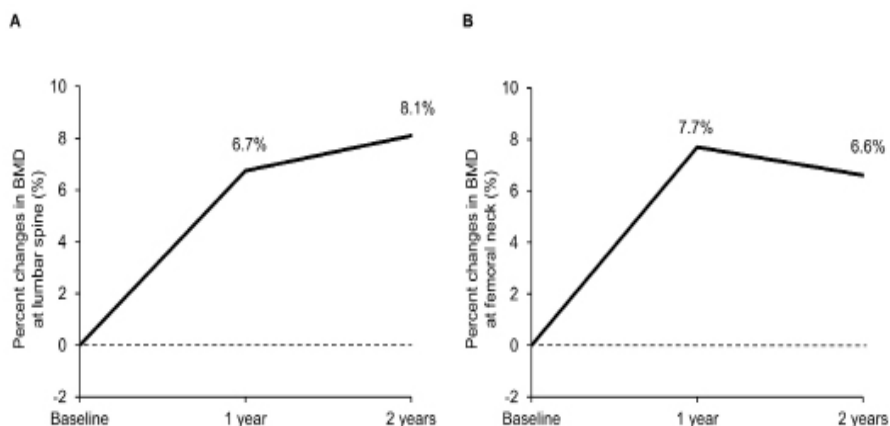 A
Percent changes in BMD
at lumbar spine (%)
10
8
6
4
2
0
-2
6.7%
8.1%
Baseline
1 year
2 years
B
Percent changes in BMD
at femoral neck (%)
10
8
6
4
2
0
-2
7.7%
6.6%
Baseline
1 year
2 years